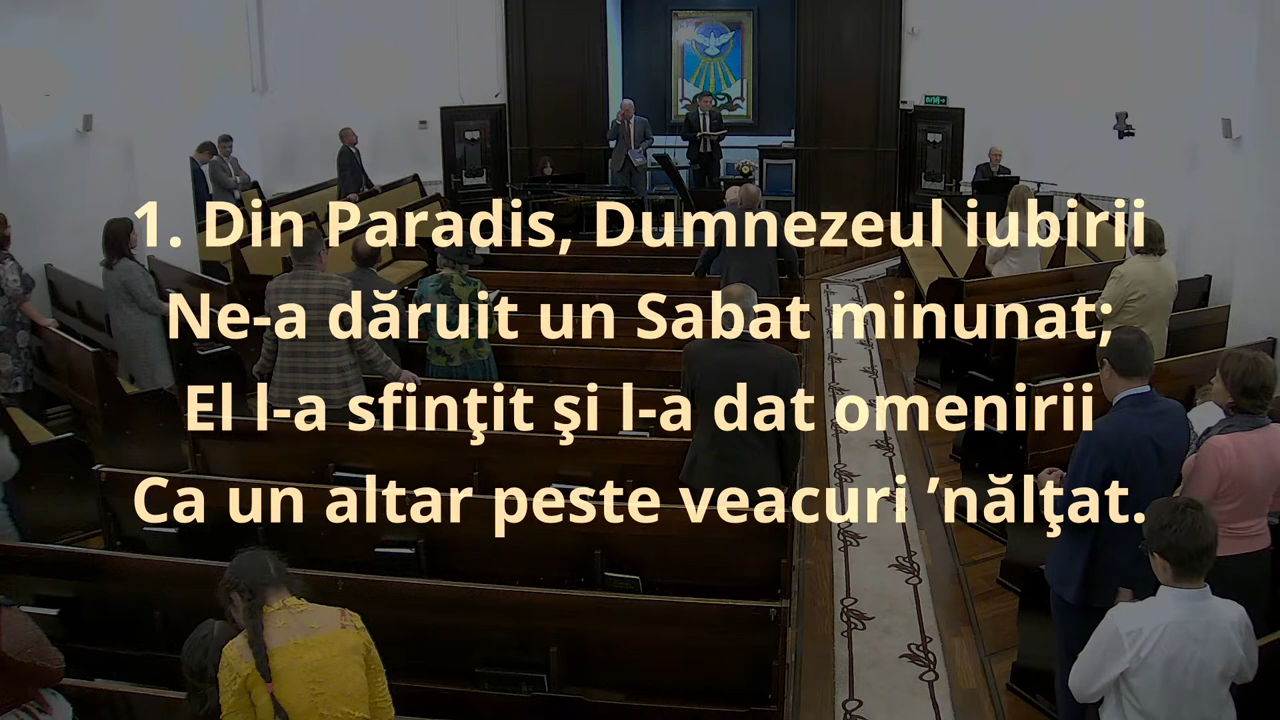 1. Din Paradis, Dumnezeul iubirii
Ne-a dăruit un Sabat minunat;
El l-a sfinţit şi l-a dat omenirii
Ca un altar peste veacuri ’nălţat.